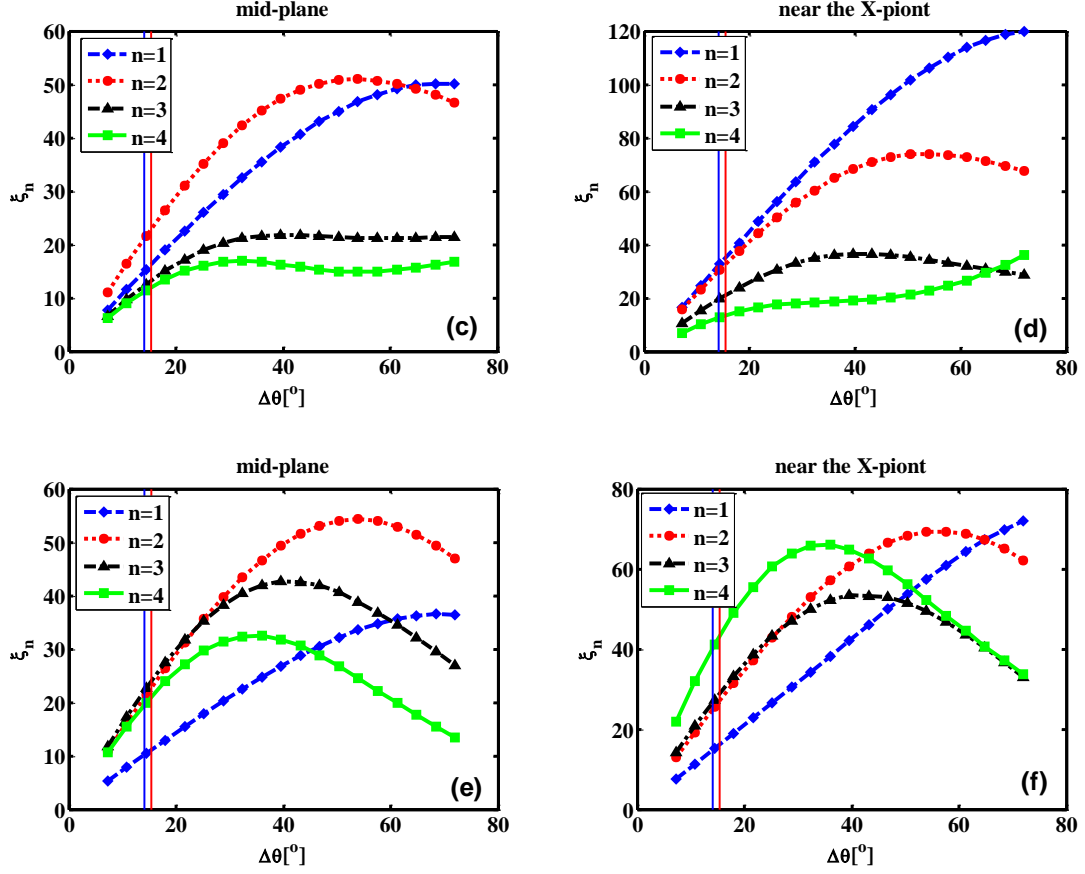 mid-plane
60
50
40
30
20
10
0
ξn
n=1
n=2
n=3
n=4
(c)
0 20 40 60 80
Δθ[o]
near the X-piont
120
100
80
60
40
20
0
ξn
n=1
n=2
n=3
n=4
(d)
0 20 40 60 80
Δθ[o]
mid-plane
60
50
40
30
20
10
0
ξn
n=1
n=2
n=3
n=4
(e)
0 20 40 60 80
Δθ[o]
near the X-piont
80
60
40
20
0
ξn
n=1
n=2
n=3
n=4
(f)
0 20 40 60 80
Δθ[o]